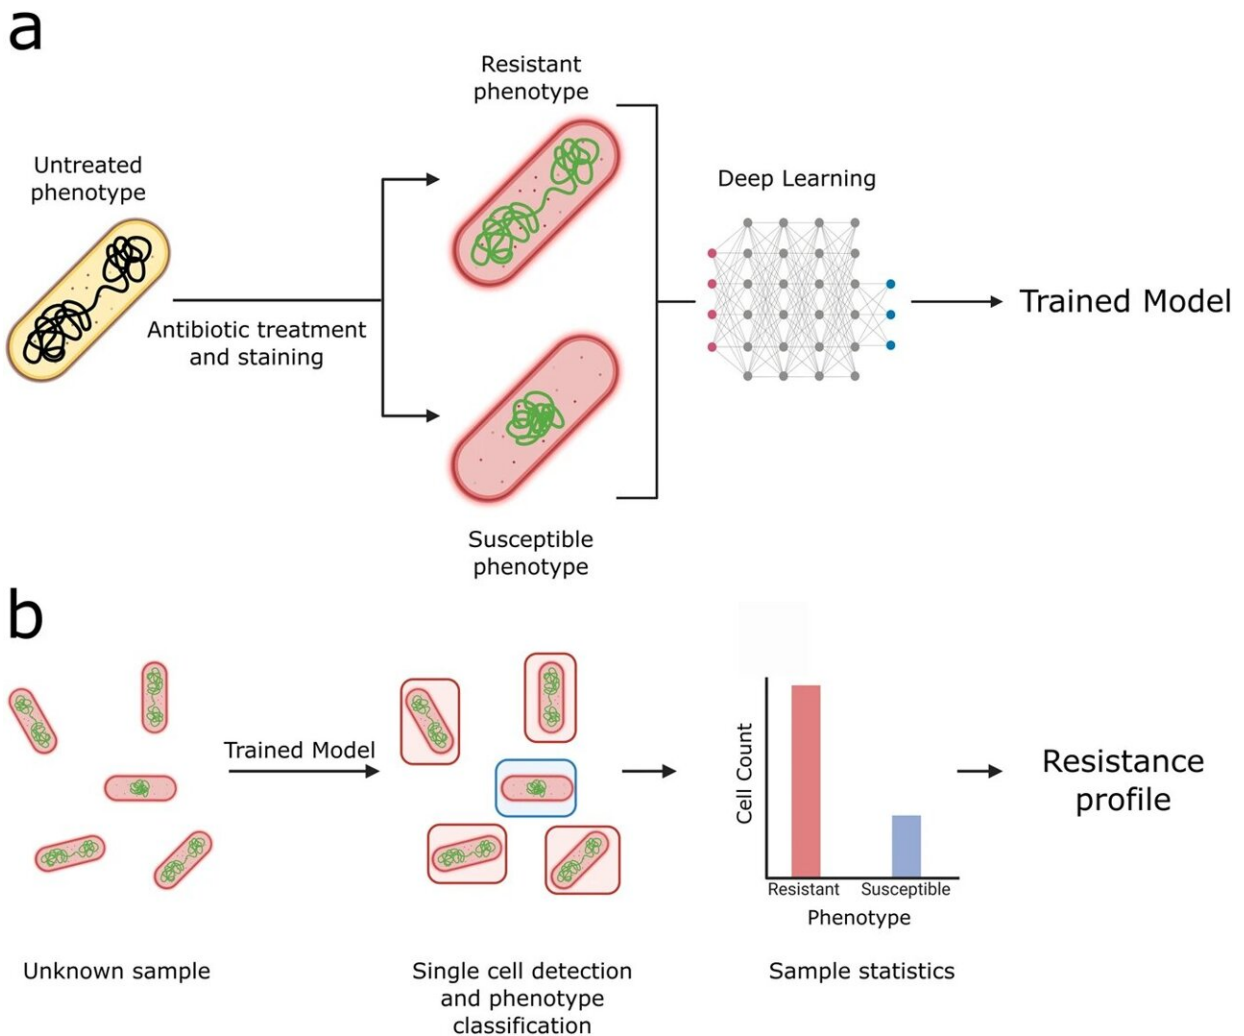 a
Resistant
phenotype
Untreated
phenotype
Deep Learning
Antibiotic treatment
and staining
Trained Model
Susceptible
phenotype
b
Trained Model
Cell Count
Resistant
Susceptible
Phenotype
Resistance
profile
Unknown sample
Single cell detection
and phenotype
classification
Sample statistics